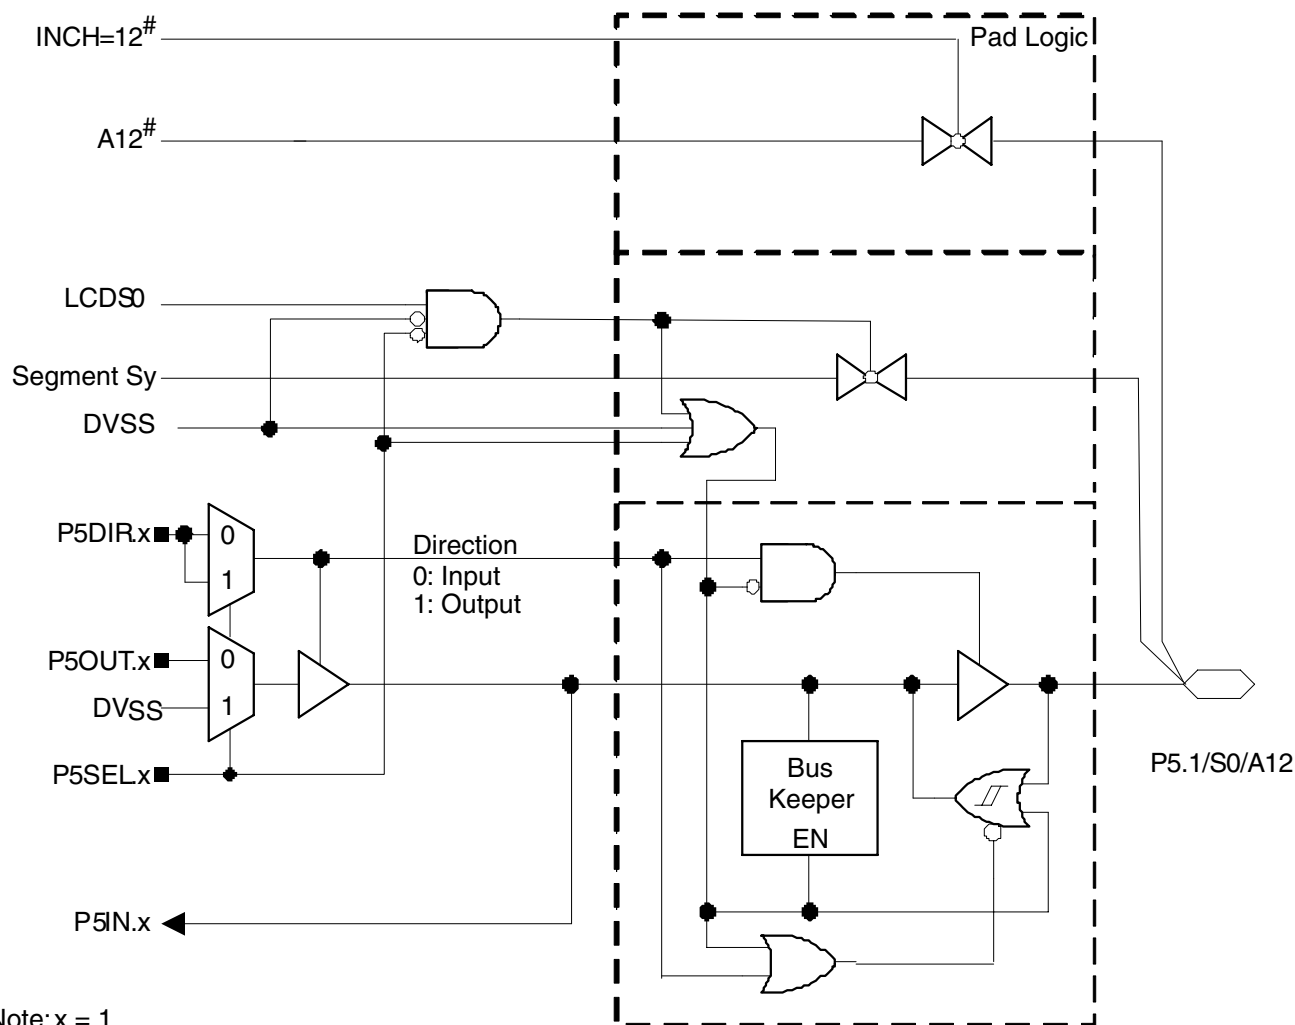 INCH=12#
Pad Logic
A12#
LCDS0
Segment Sy
DVSS
P5DIR.x
0
1
Direction
0: Input
1: Output
P5OUT.x
0
DVSS
1
P5SEL.x
Bus
Keeper
EN
P5.1/S0/A12
P5IN.x
Note: x = 1